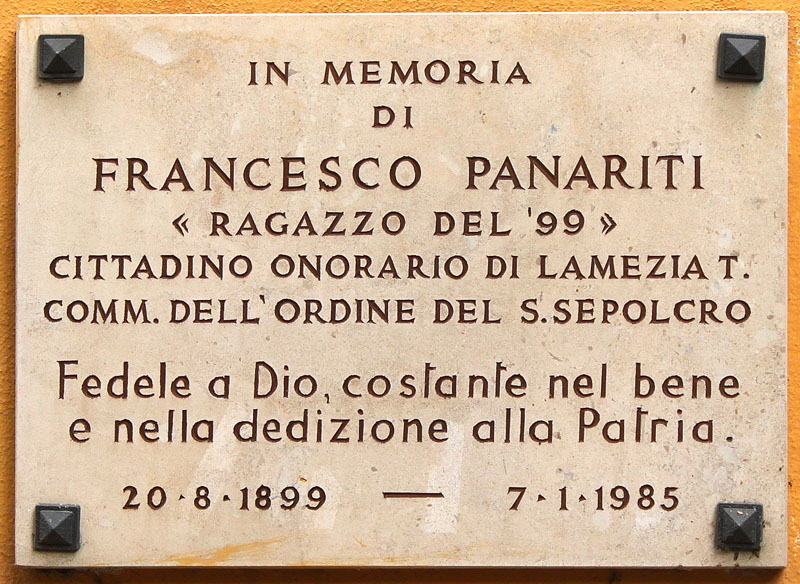 IN MEMORIA
DI
FRANCESCO PANARITI
« RAGAZZO DEL '99 »
CITTADINO ONORARIO DI LAMEZIA T.
COMM. DELL'ORDINE DEL S. SEPOLCRO
Fedele a Dio, costante nel bene
e nella dedizione alla Patria.
20·8·1899 — 7·1·1985